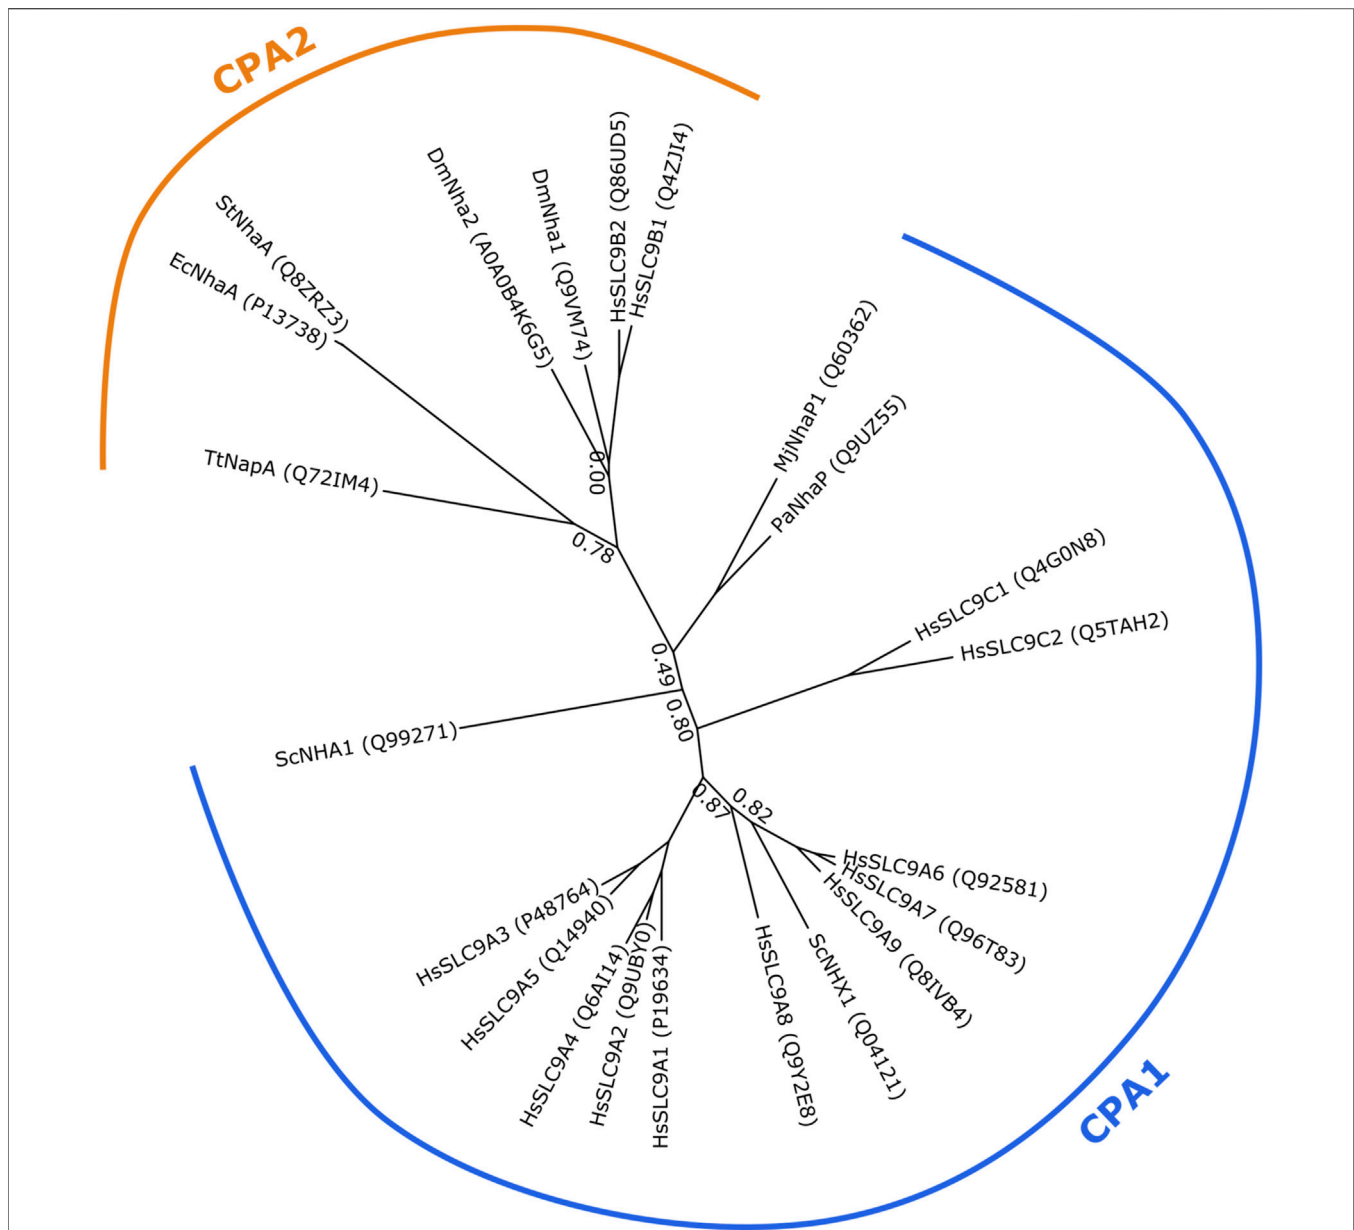 CPA2
StNhaA (Q8ZRZ3)
EcNhaA (P13738)
TtNapA (Q72IM4)
DmNha2 (A0A0B4K6G5)
DmNha1 (Q9VM74)
HsSLC9B2 (Q86UD5)
HsSLC9B1 (Q4ZJI4)
MjNhaP1 (Q60362)
PaNhaP (Q9UZ55)
HsSLC9C1 (Q4G0N8)
HsSLC9C2 (Q5TAH2)
0.00
0.78
0.49
0.80
ScNHA1 (Q99271)
0.87
0.82
HsSLC9A6 (Q92581)
HsSLC9A7 (Q96T83)
HsSLC9A9 (Q8IVB4)
ScNHX1 (Q04121)
HsSLC9A8 (Q9Y2E8)
HsSLC9A3 (P48764)
HsSLC9A5 (Q14940)
HsSLC9A4 (Q6AI14)
HsSLC9A2 (Q9UBY0)
HsSLC9A1 (P19634)
CPA1